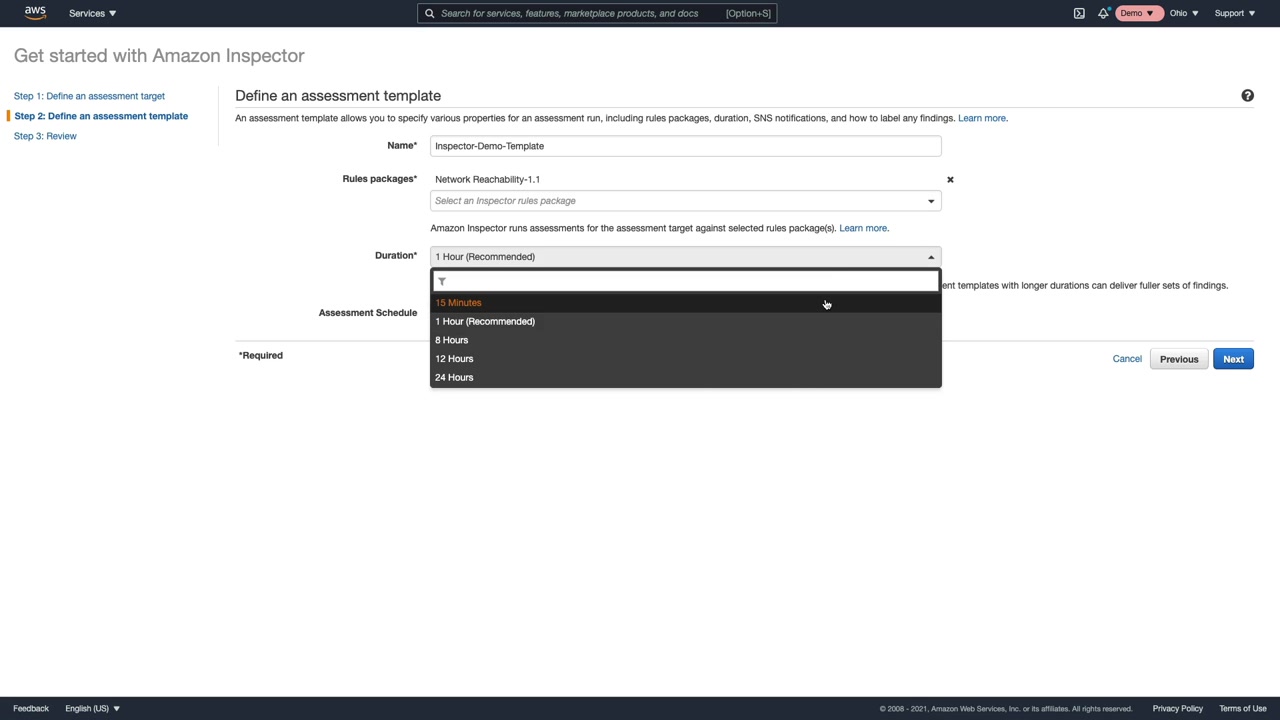 aws
Services
Search for services, features, marketplace products, and docs [Option+S]
Demo
Ohio
Support
Get started with Amazon Inspector
Step 1: Define an assessment target
Step 2: Define an assessment template
Step 3: Review
Define an assessment template
An assessment template allows you to specify various properties for an assessment run, including rules packages, duration, SNS notifications, and how to label any findings. Learn more.
Name* Inspector-Demo-Template
Rules packages* Network Reachability-1.1
Select an Inspector rules package
Amazon Inspector runs assessments for the assessment target against selected rules package(s). Learn more.
Duration* 1 Hour (Recommended)
ent templates with longer durations can deliver fuller sets of findings.
15 Minutes
Assessment Schedule
1 Hour (Recommended)
8 Hours
12 Hours
24 Hours
*Required
Cancel Previous Next
Feedback English (US) © 2008 - 2021, Amazon Web Services, Inc. or its affiliates. All rights reserved. Privacy Policy Terms of Use